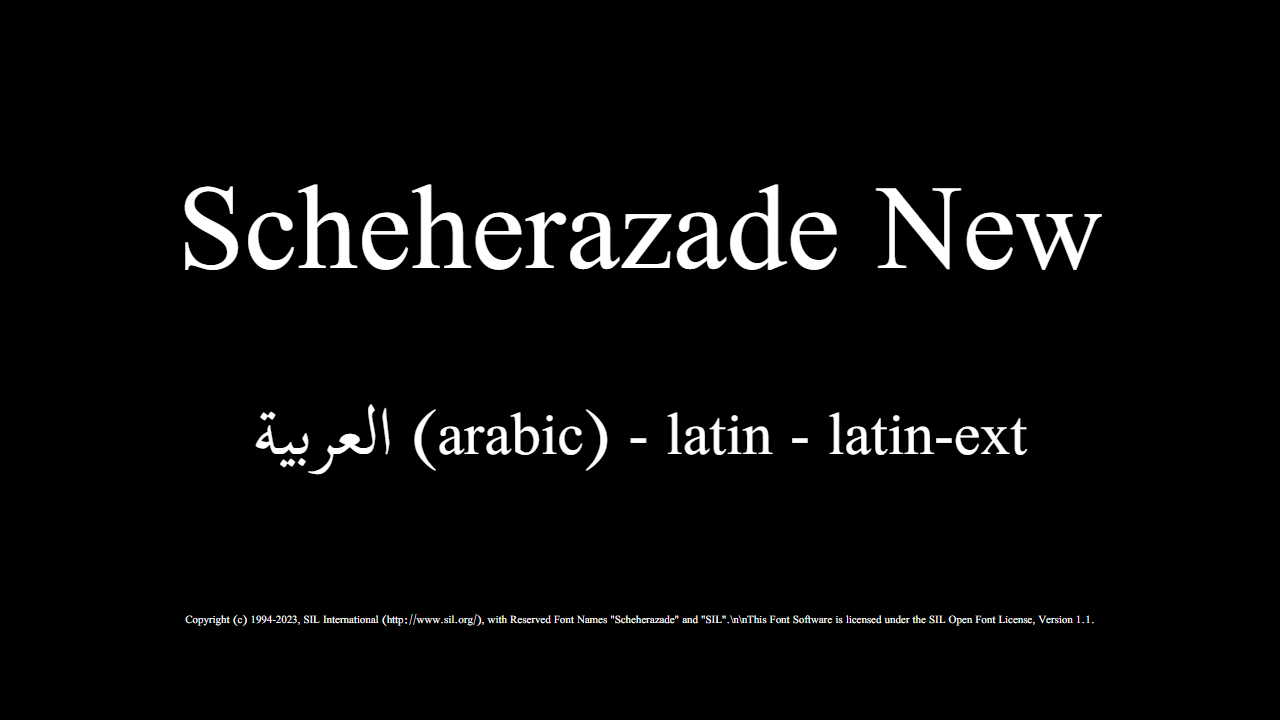 Scheherazade New
العربية (arabic) - latin - latin-ext
Copyright (c) 1994-2023, SIL International (http://www.sil.org/), with Reserved Font Names "Scheherazade" and "SIL".\n\nThis Font Software is licensed under the SIL Open Font License, Version 1.1.